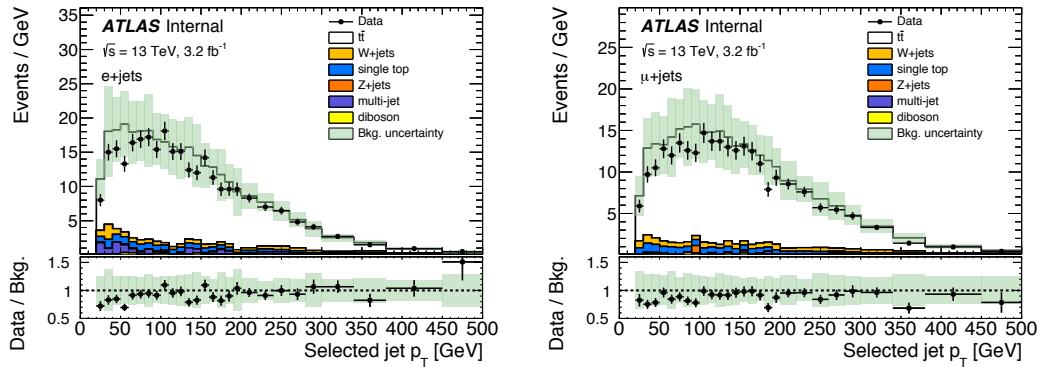 ATLAS Internal
√s = 13 TeV, 3.2 fb⁻¹
e+jets
Data
tt̄
W+jets
single top
Z+jets
multi-jet
diboson
Bkg. uncertainty
Events / GeV
35
30
25
20
15
10
5
Data / Bkg.
1.5
1
0.5
0 50 100 150 200 250 300 350 400 450 500
Selected jet p_T [GeV]
ATLAS Internal
√s = 13 TeV, 3.2 fb⁻¹
μ+jets
Data
tt̄
W+jets
single top
Z+jets
multi-jet
diboson
Bkg. uncertainty
Events / GeV
25
20
15
10
5
Data / Bkg.
1.5
1
0.5
0 50 100 150 200 250 300 350 400 450 500
Selected jet p_T [GeV]